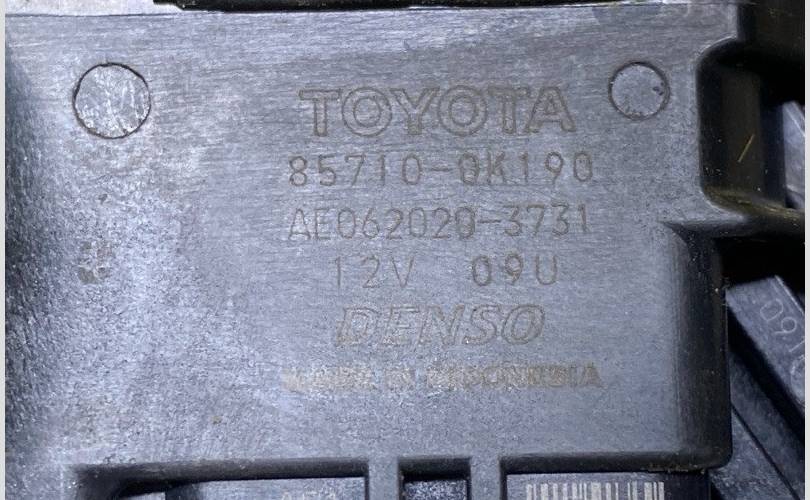 TOYOTA
85710-0K190
AE062020-3731
12V 09U
DENSO
MADE IN INDONESIA